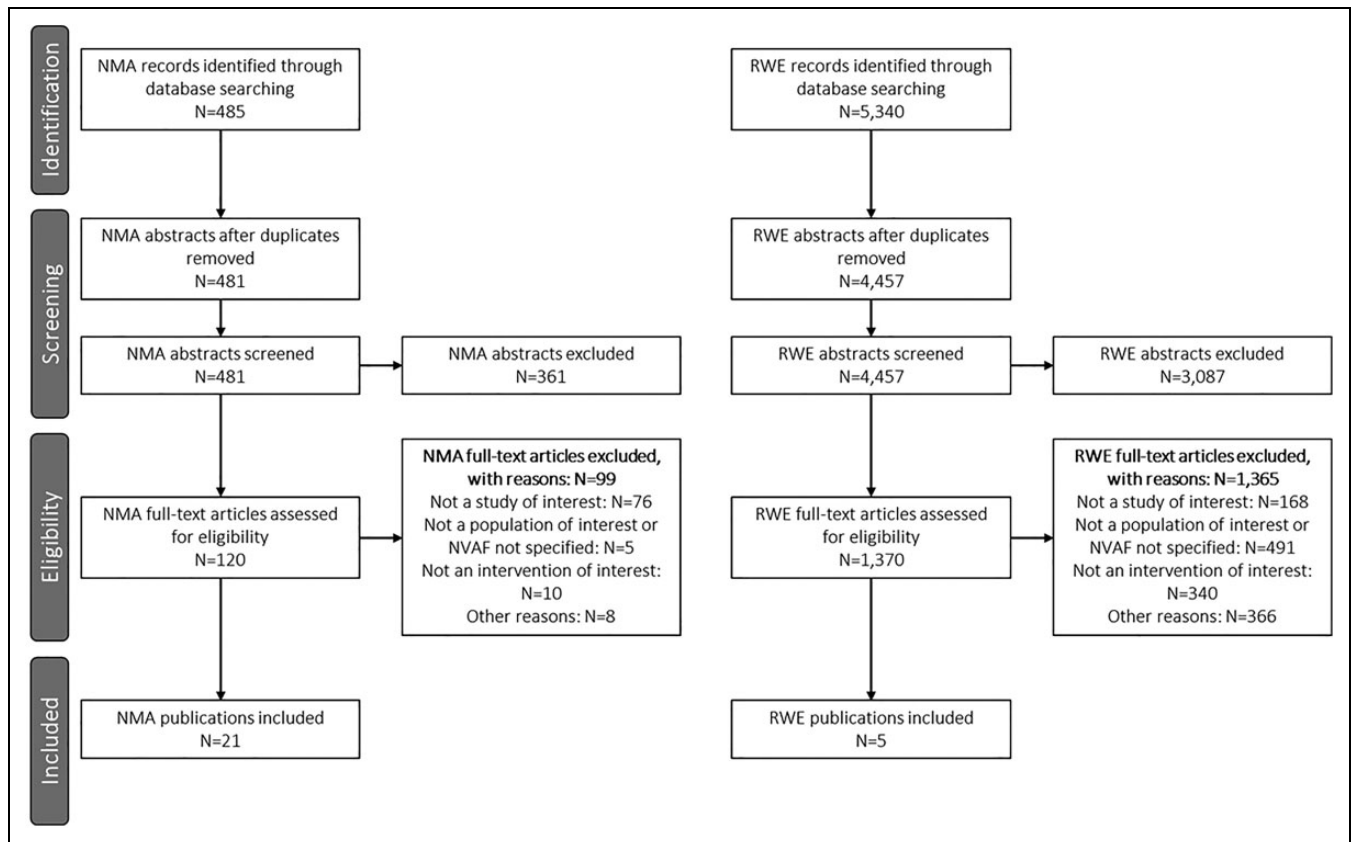 Identification
NMA records identified through
database searching
N=485
RWE records identified through
database searching
N=5,340
Screening
NMA abstracts after duplicates
removed
N=481
RWE abstracts after duplicates
removed
N=4,457
NMA abstracts screened
N=481
NMA abstracts excluded
N=361
RWE abstracts screened
N=4,457
RWE abstracts excluded
N=3,087
Eligibility
NMA full-text articles assessed
for eligibility
N=120
NMA full-text articles excluded,
with reasons: N=99
Not a study of interest: N=76
Not a population of interest or
NVAF not specified: N=5
Not an intervention of interest:
N=10
Other reasons: N=8
RWE full-text articles assessed
for eligibility
N=1,370
RWE full-text articles excluded,
with reasons: N=1,365
Not a study of interest: N=168
Not a population of interest or
NVAF not specified: N=491
Not an intervention of interest:
N=340
Other reasons: N=366
Included
NMA publications included
N=21
RWE publications included
N=5